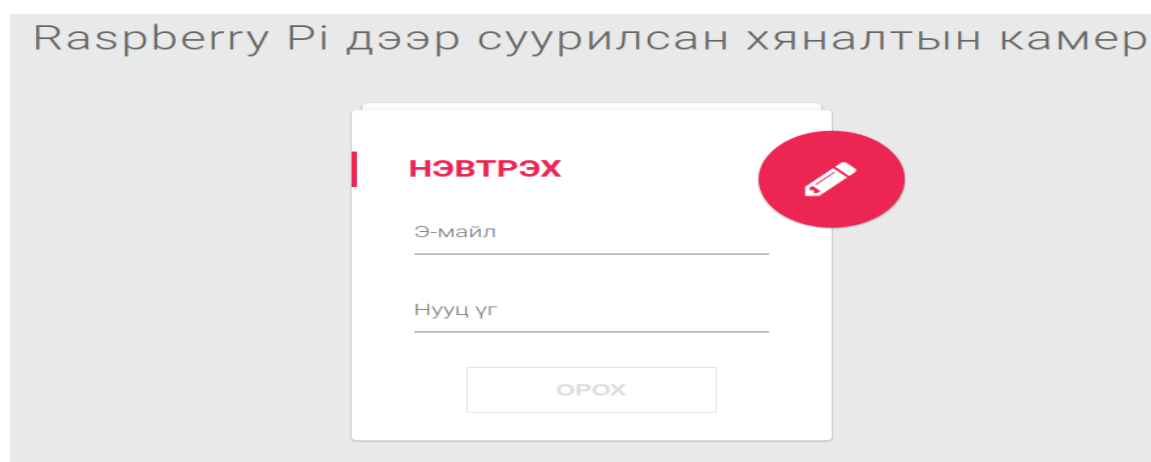 Raspberry Pi дээр суурилсан хяналтын камер
НЭВТРЭХ
Э-майл
Нууц үг
ОРОХ